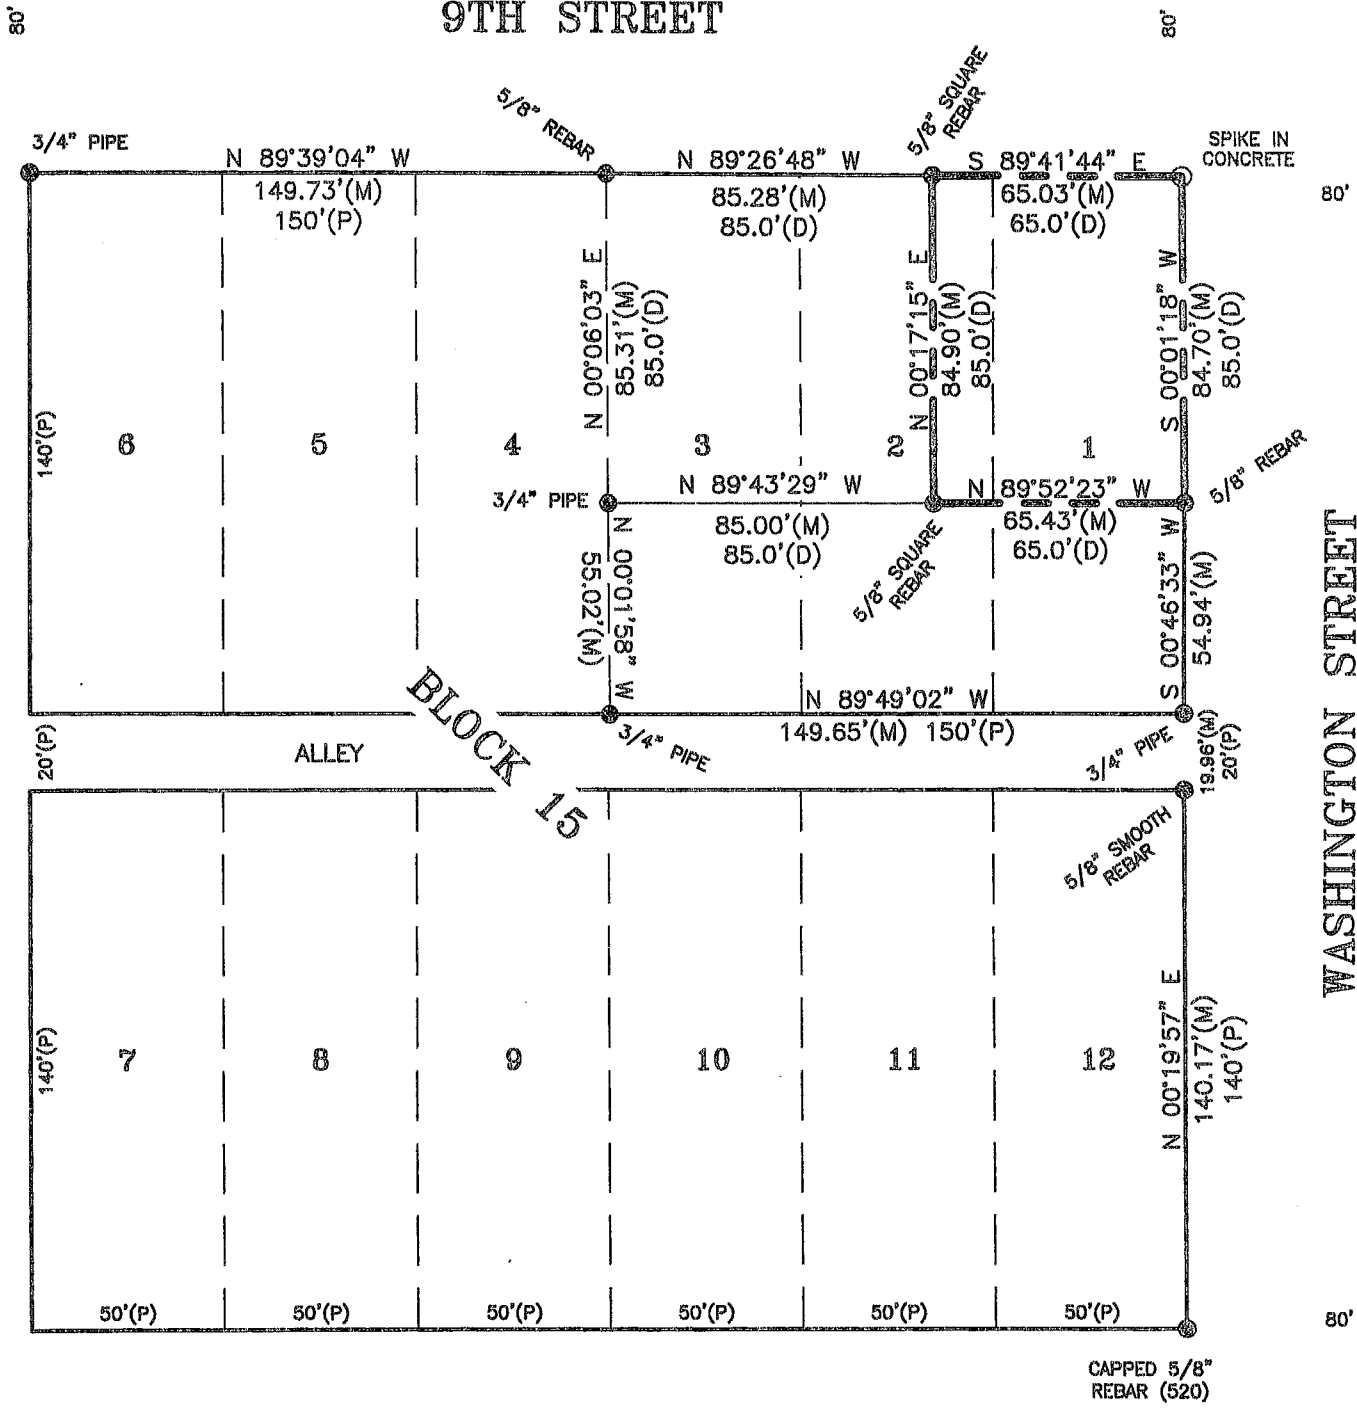 80'
9TH STREET
80'
3/4" PIPE
5/8" REBAR
5/8" SQUARE
REBAR
SPIKE IN
CONCRETE
N 89°39'04" W
149.73'(M)
150'(P)
N 89°26'48" W
85.28'(M)
85.0'(D)
S 89°41'44" E
65.03'(M)
65.0'(D)
80'
N 00°06'03" E
85.31'(M)
85.0'(D)
N 00°17'15" E
84.90'(M)
85.0'(D)
S 00°01'18" W
84.70'(M)
85.0'(D)
140'(P)
6
5
4
3
2
1
3/4" PIPE
N 89°43'29" W
85.00'(M)
85.0'(D)
N 89°52'23" W
65.43'(M)
65.0'(D)
5/8" REBAR
5/8" SQUARE
REBAR
N 00°01'58" W
55.02'(M)
S 00°46'33" W
54.94'(M)
WASHINGTON STREET
BLOCK 15
N 89°49'02" W
149.65'(M) 150'(P)
20'(P)
ALLEY
3/4" PIPE
3/4" PIPE
19.96'(M)
20'(P)
5/8" SMOOTH
REBAR
N 00°19'57" E
140.17'(M)
140'(P)
140'(P)
7
8
9
10
11
12
50'(P)
50'(P)
50'(P)
50'(P)
50'(P)
50'(P)
80'
CAPPED 5/8"
REBAR (520)